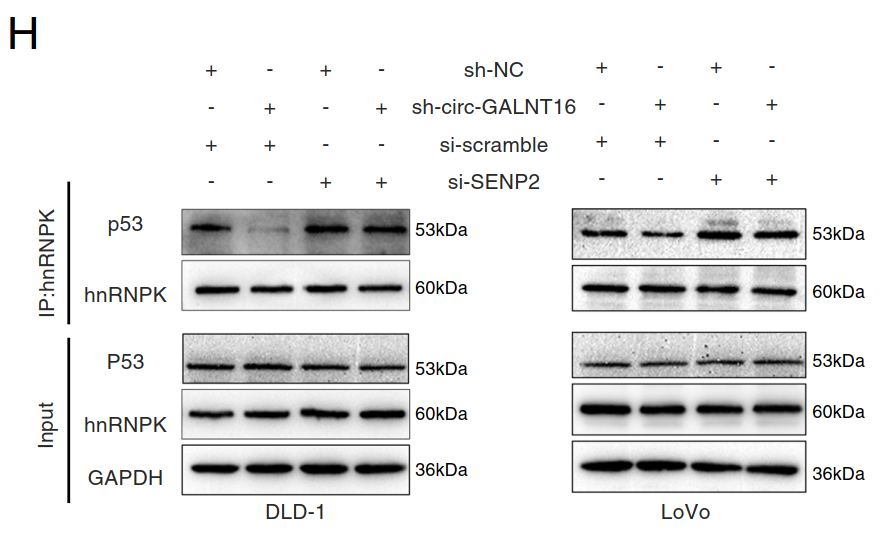 H
+ - + - sh-NC + - + -
- + - + sh-circ-GALNT16 - + - +
+ + - - si-scramble + + - -
- - + + si-SENP2 - - + +
IP:hnRNPK
p53 53kDa 53kDa
hnRNPK 60kDa 60kDa
Input
P53 53kDa 53kDa
hnRNPK 60kDa 60kDa
GAPDH 36kDa 36kDa
DLD-1 LoVo